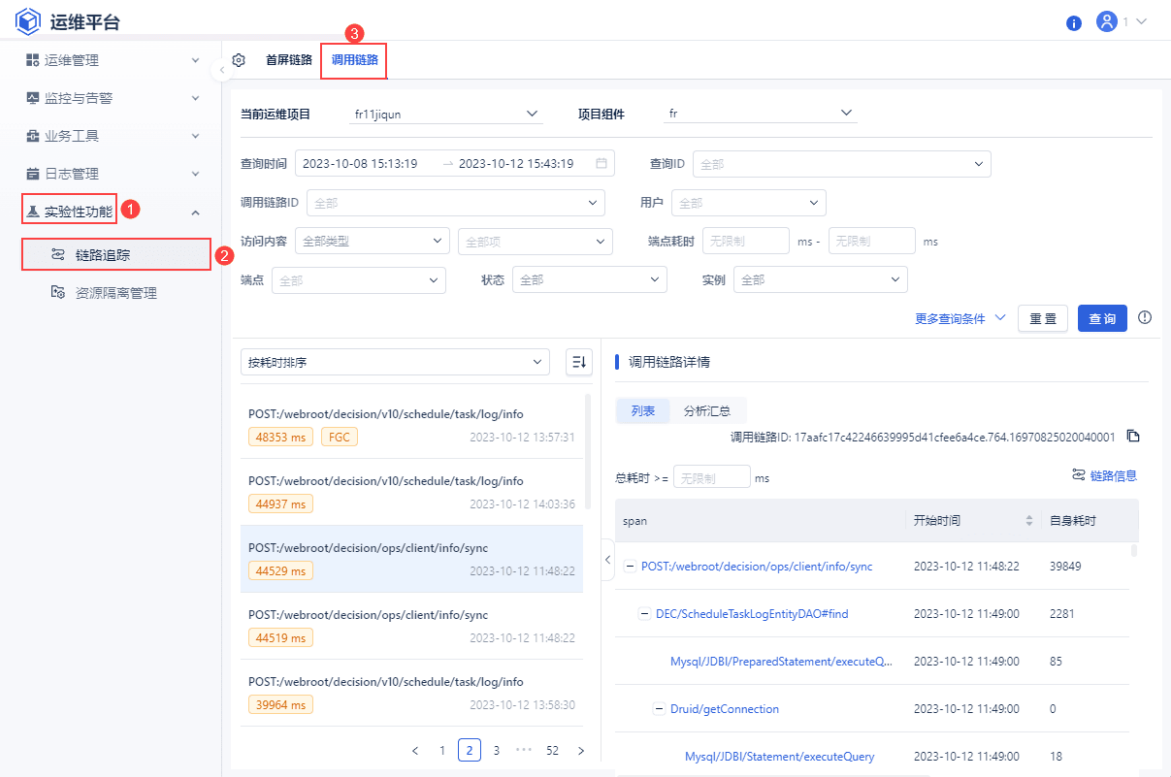 运维平台
1
运维管理
监控与告警
业务工具
日志管理
实验性功能 1
链路追踪 2
资源隔离管理
3
首屏链路 调用链路
当前运维项目 fr11jiqun 项目组件 fr
查询时间 2023-10-08 15:13:19 → 2023-10-12 15:43:19 查询ID 全部
调用链路ID 全部 用户 全部
访问内容 全部类型 全部项 端点耗时 无限制 ms - 无限制 ms
端点 全部 状态 全部 实例 全部
更多查询条件 重置 查询
按耗时排序
POST:/webroot/decision/v10/schedule/task/log/info
48353 ms FGC 2023-10-12 13:57:31
POST:/webroot/decision/v10/schedule/task/log/info
44937 ms 2023-10-12 14:03:36
POST:/webroot/decision/ops/client/info/sync
44529 ms 2023-10-12 11:48:22
POST:/webroot/decision/ops/client/info/sync
44519 ms 2023-10-12 11:48:22
POST:/webroot/decision/v10/schedule/task/log/info
39964 ms 2023-10-12 13:58:30
< 1 2 3 ••• 52 >
调用链路详情
列表 分析汇总
调用链路ID: 17aafc17c42246639995d41cfee6a4ce.764.16970825020040001
总耗时 >= 无限制 ms 链路信息
span 开始时间 自身耗时
POST:/webroot/decision/ops/client/info/sync 2023-10-12 11:48:22 39849
DEC/ScheduleTaskLogEntityDAO#find 2023-10-12 11:49:00 2281
Mysql/JDBI/PreparedStatement/executeQ... 2023-10-12 11:49:00 85
Druid/getConnection 2023-10-12 11:49:00 0
Mysql/JDBI/Statement/executeQuery 2023-10-12 11:49:00 18